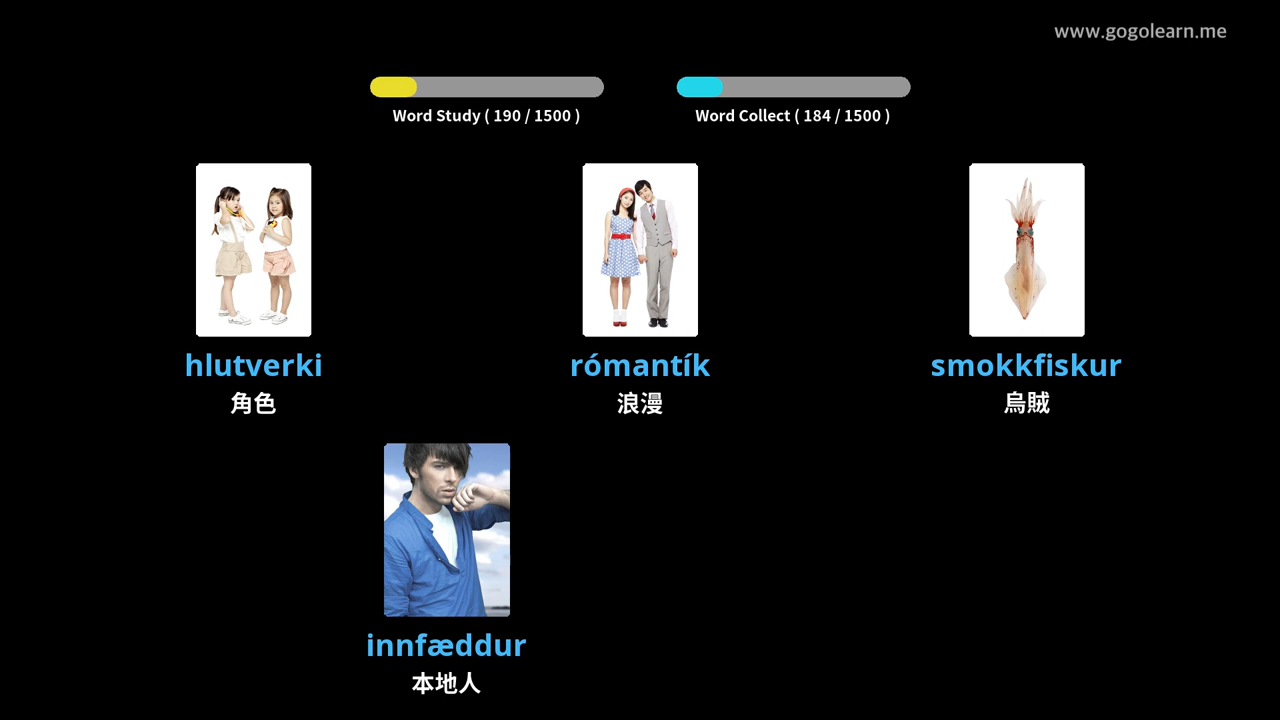 www.gogolearn.me
Word Study ( 190 / 1500 )
Word Collect ( 184 / 1500 )
hlutverki
角色
rómantík
浪漫
smokkfiskur
烏賊
innfæddur
本地人